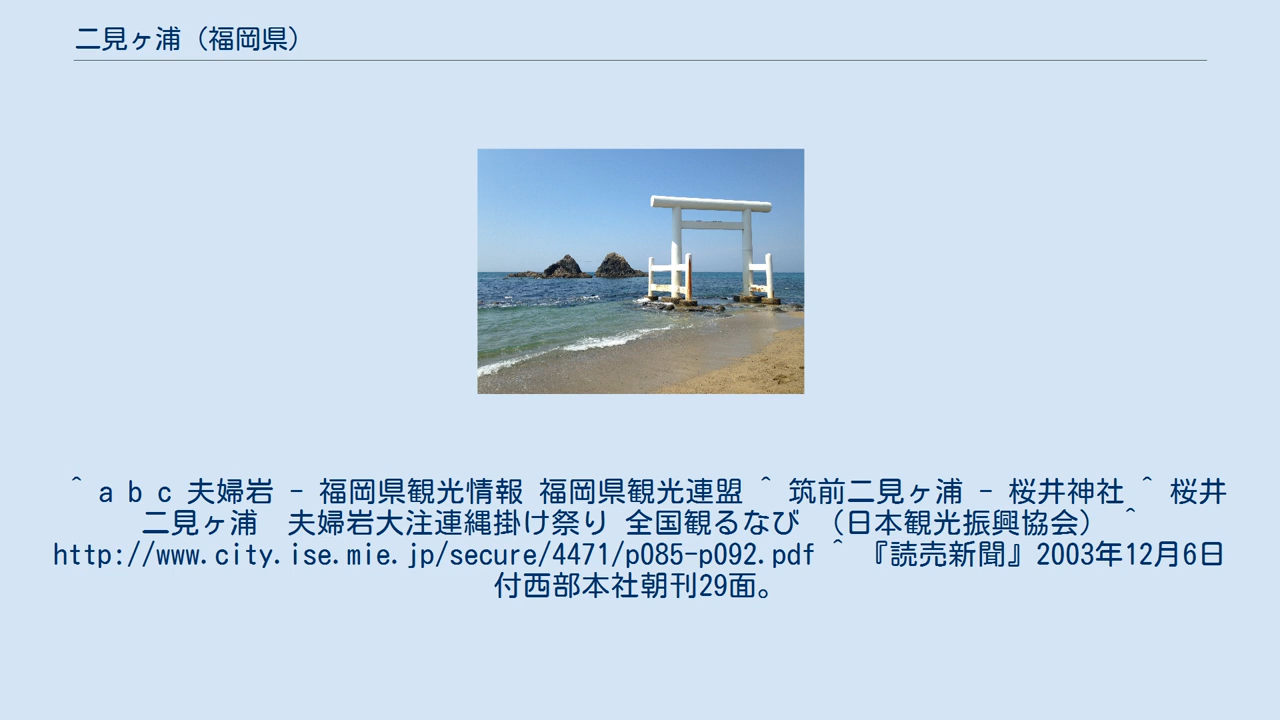 二見ヶ浦（福岡県）
^ a b c 夫婦岩 - 福岡県観光情報 福岡県観光連盟 ^ 筑前二見ヶ浦 - 桜井神社 ^ 桜井
二見ヶ浦　夫婦岩大注連縄掛け祭り 全国観るなび （日本観光振興協会） ^
http://www.city.ise.mie.jp/secure/4471/p085-p092.pdf ^ 『読売新聞』2003年12月6日
付西部本社朝刊29面。